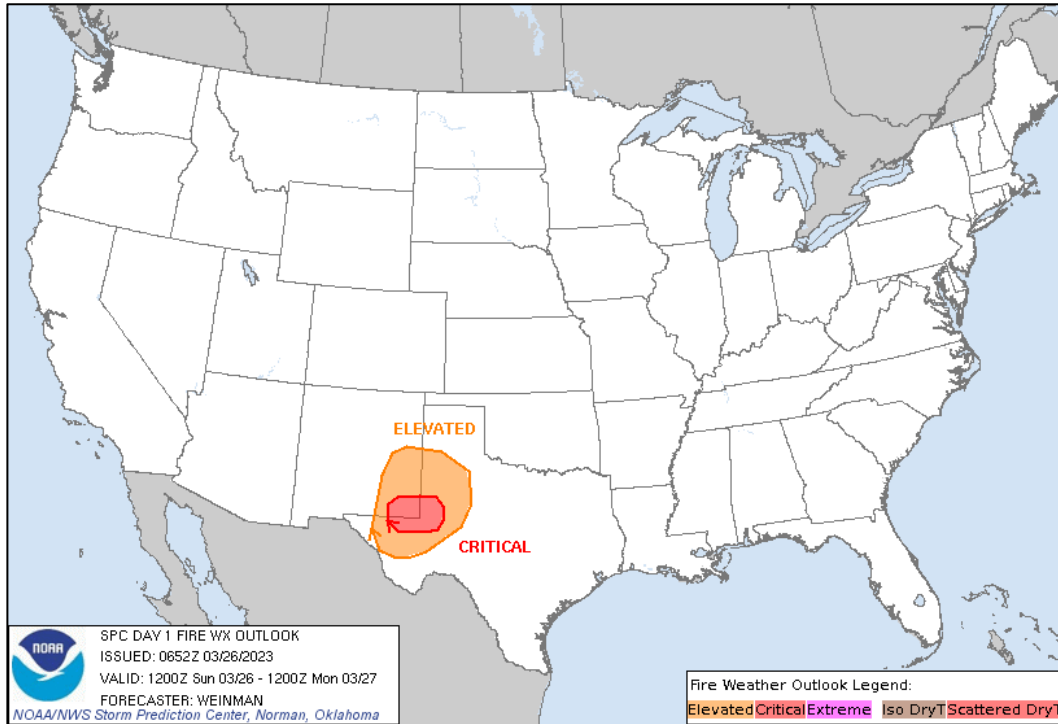 ELEVATED
CRITICAL
NOAA
SPC DAY 1 FIRE WX OUTLOOK
ISSUED: 0652Z 03/26/2023
VALID: 1200Z Sun 03/26 - 1200Z Mon 03/27
FORECASTER: WEINMAN
NOAA/NWS Storm Prediction Center, Norman, Oklahoma
Fire Weather Outlook Legend:
Elevated Critical Extreme Iso DryT Scattered DryT